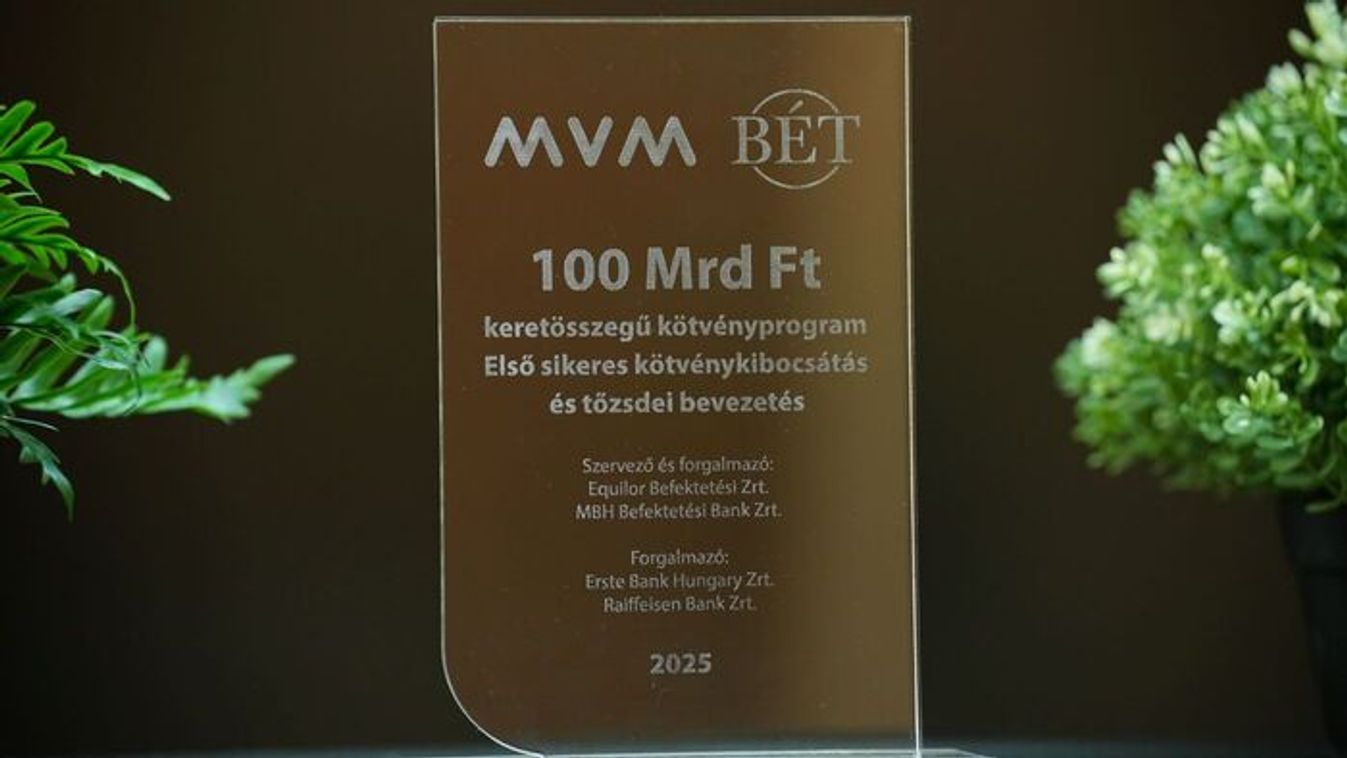 MVM BÉT
100 Mrd Ft
keretösszegű kötvényprogram
Első sikeres kötvénykibocsátás
és tőzsdei bevezetés
Szervező és forgalmazó:
Equilor Befektetési Zrt.
MBH Befektetési Bank Zrt.
Forgalmazó:
Erste Bank Hungary Zrt.
Raiffeisen Bank Zrt.
2025